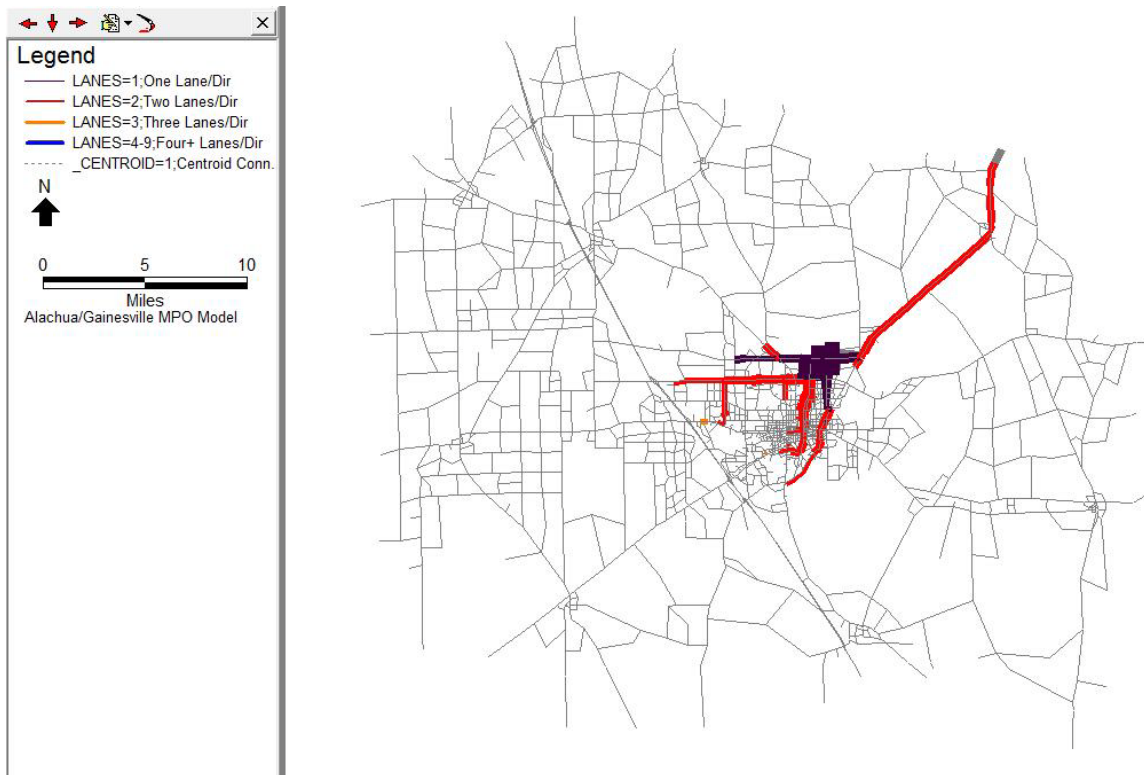 Legend
LANES=1;One Lane/Dir
LANES=2;Two Lanes/Dir
LANES=3;Three Lanes/Dir
LANES=4-9;Four+ Lanes/Dir
_CENTROID=1;Centroid Conn.
N
0 5 10
Miles
Alachua/Gainesville MPO Model